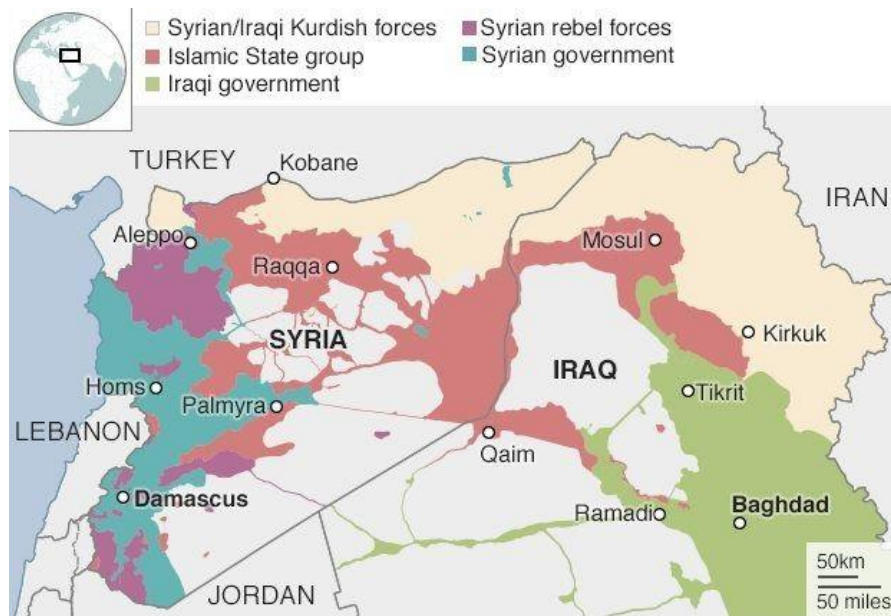 Syrian/Iraqi Kurdish forces
Islamic State group
Iraqi government
Syrian rebel forces
Syrian government
TURKEY
Kobane
IRAN
Aleppo
Mosul
Raqqa
SYRIA
Kirkuk
IRAQ
Homs
Palmyra
Tikrit
LEBANON
Qaim
Damascus
Ramadi
Baghdad
JORDAN
50km
50 miles